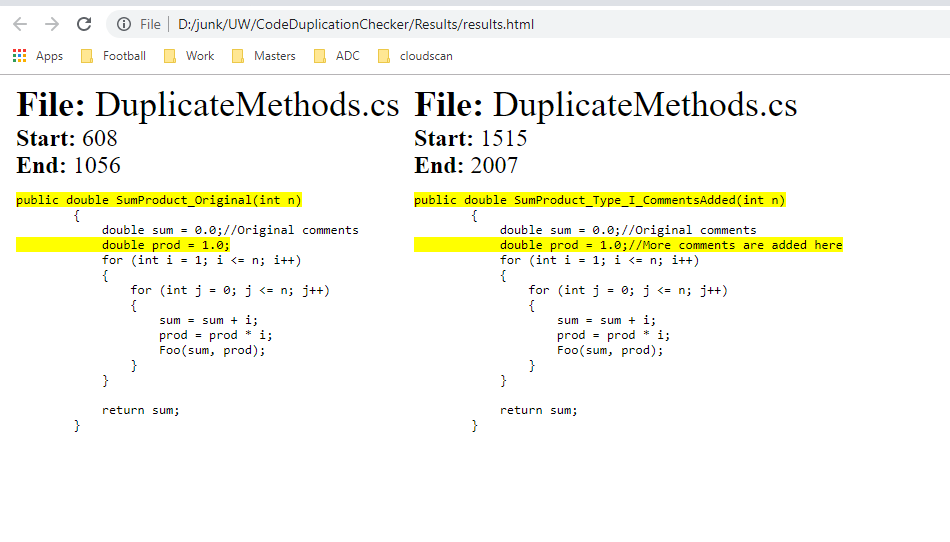 File D:/junk/UW/CodeDuplicationChecker/Results/results.html
Apps Football Work Masters ADC cloudscan
File: DuplicateMethods.cs
Start: 608
End: 1056
public double SumProduct_Original(int n)
{
double sum = 0.0;//Original comments
double prod = 1.0;
for (int i = 1; i <= n; i++)
{
for (int j = 0; j <= n; j++)
{
sum = sum + i;
prod = prod * i;
Foo(sum, prod);
}
}
return sum;
}
File: DuplicateMethods.cs
Start: 1515
End: 2007
public double SumProduct_Type_I_CommentsAdded(int n)
{
double sum = 0.0;//Original comments
double prod = 1.0;//More comments are added here
for (int i = 1; i <= n; i++)
{
for (int j = 0; j <= n; j++)
{
sum = sum + i;
prod = prod * i;
Foo(sum, prod);
}
}
return sum;
}